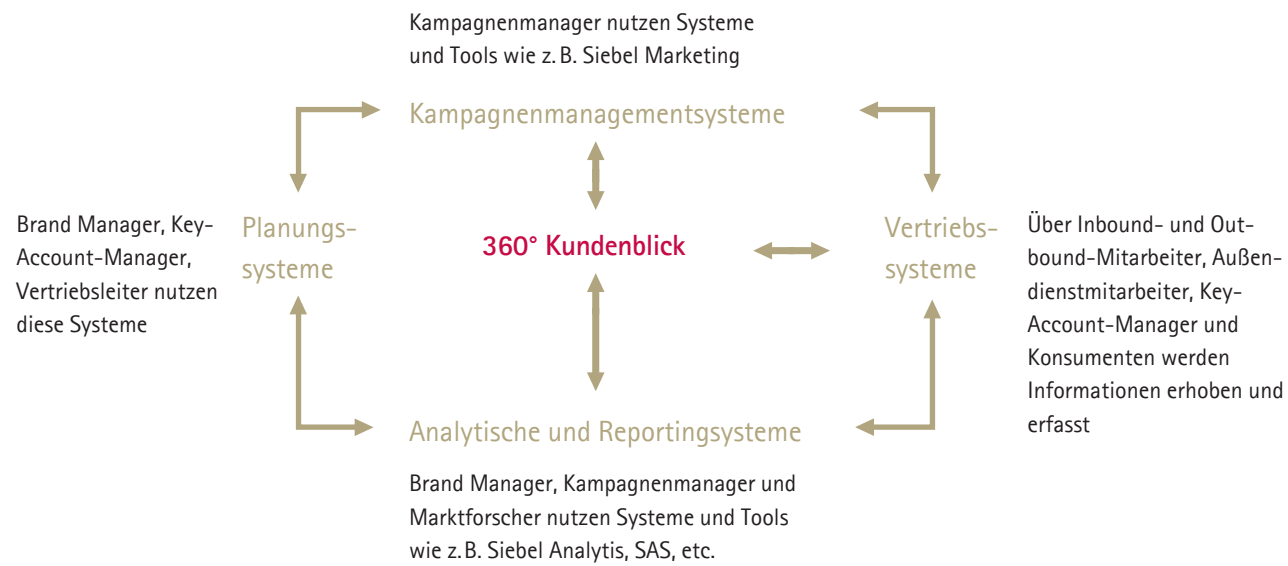 Kampagnenmanager nutzen Systeme
und Tools wie z. B. Siebel Marketing
Kampagnenmanagementsysteme
Brand Manager, Key-
Account-Manager,
Vertriebsleiter nutzen
diese Systeme
Planungs-
systeme
360° Kundenblick
Vertriebs-
systeme
Über Inbound- und Out-
bound-Mitarbeiter, Außen-
dienstmitarbeiter, Key-
Account-Manager und
Konsumenten werden
Informationen erhoben und
erfasst
Analytische und Reportingsysteme
Brand Manager, Kampagnenmanager und
Marktforscher nutzen Systeme und Tools
wie z. B. Siebel Analytis, SAS, etc.